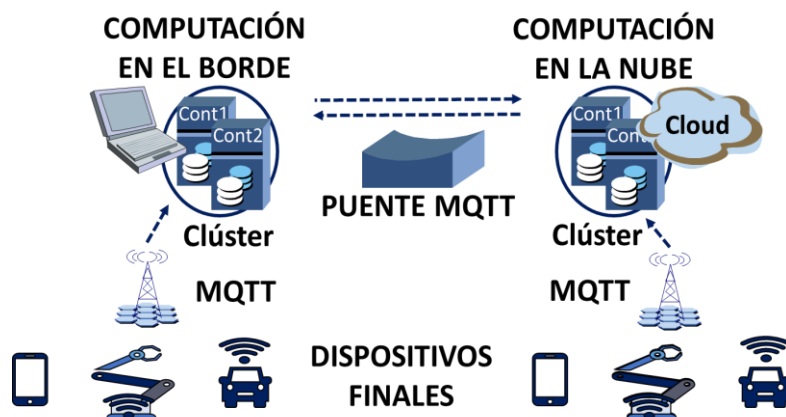 COMPUTACIÓN
EN EL BORDE
COMPUTACIÓN
EN LA NUBE
Cont1
Cont2
Cont1
Cloud
PUENTE MQTT
Clúster
Clúster
MQTT
MQTT
DISPOSITIVOS
FINALES